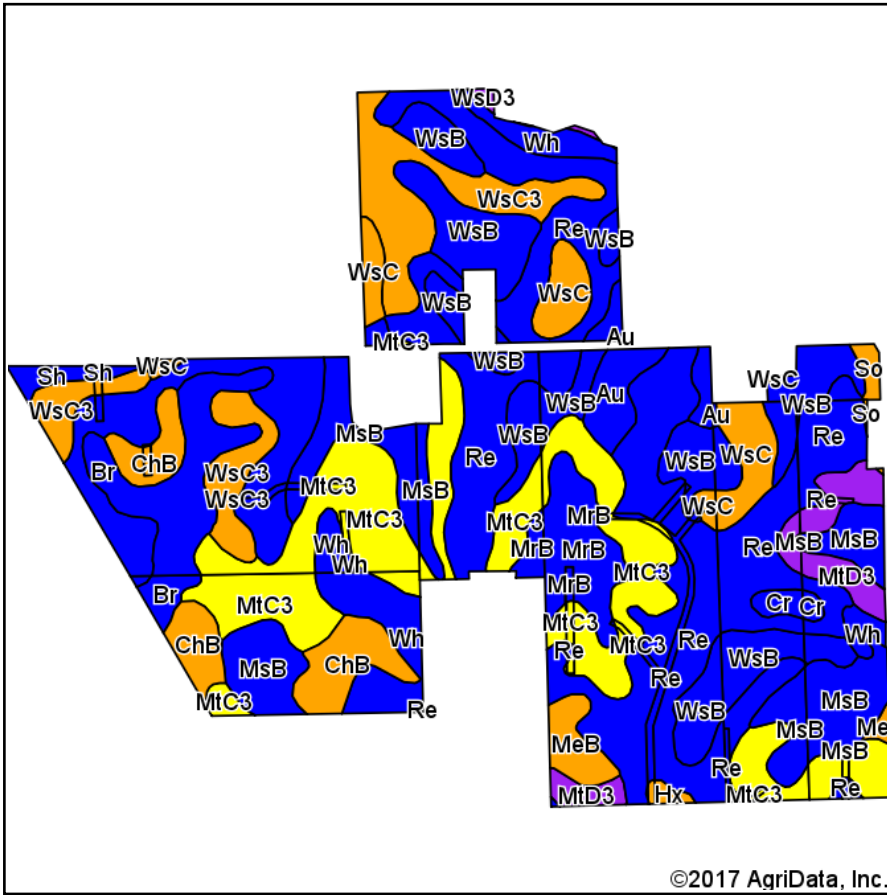 WsD3
WsB
Wh
WsC3
WsB
Re
WsB
WsC
WsC
WsB
Au
MtC3
WsB
Sh
Sh
WsC
So
WsC
WsC3
WsB
Au
WsB
Au
So
MsB
WsB
Re
Re
Br
ChB
WsC3
WsB
WsC
MsB
WsC3
MtC3
Re
WsC
MtC3
MtC3
MrB
MsB
MsB
Wh
MrB
MrB
Re
Wh
MtC3
MtD3
MrB
Br
MtC3
Cr
Cr
MtC3
Wh
Wh
Re
MtC3
ChB
MsB
ChB
Re
WsB
Re
MtC3
Re
WsB
MsB
MsB
Me
MeB
MsB
Re
MtD3
Hx
MtC3
Re
©2017 AgriData, Inc.